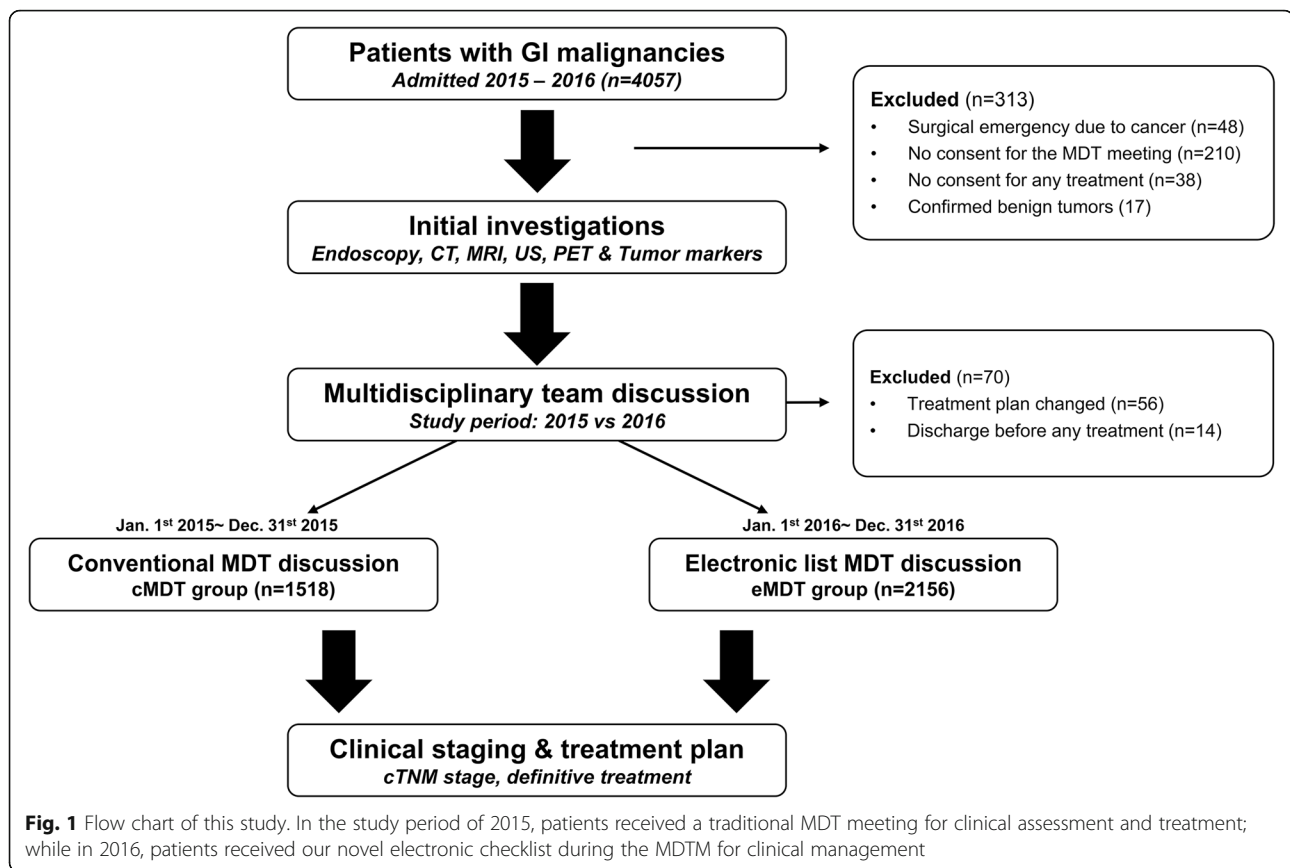 Patients with GI malignancies
Admitted 2015 – 2016 (n=4057)
Excluded (n=313)
• Surgical emergency due to cancer (n=48)
• No consent for the MDT meeting (n=210)
• No consent for any treatment (n=38)
• Confirmed benign tumors (17)
Initial investigations
Endoscopy, CT, MRI, US, PET & Tumor markers
Multidisciplinary team discussion
Study period: 2015 vs 2016
Excluded (n=70)
• Treatment plan changed (n=56)
• Discharge before any treatment (n=14)
Jan. 1st 2015~ Dec. 31st 2015
Conventional MDT discussion
cMDT group (n=1518)
Jan. 1st 2016~ Dec. 31st 2016
Electronic list MDT discussion
eMDT group (n=2156)
Clinical staging & treatment plan
cTNM stage, definitive treatment
Fig. 1 Flow chart of this study. In the study period of 2015, patients received a traditional MDT meeting for clinical assessment and treatment;
while in 2016, patients received our novel electronic checklist during the MDTM for clinical management